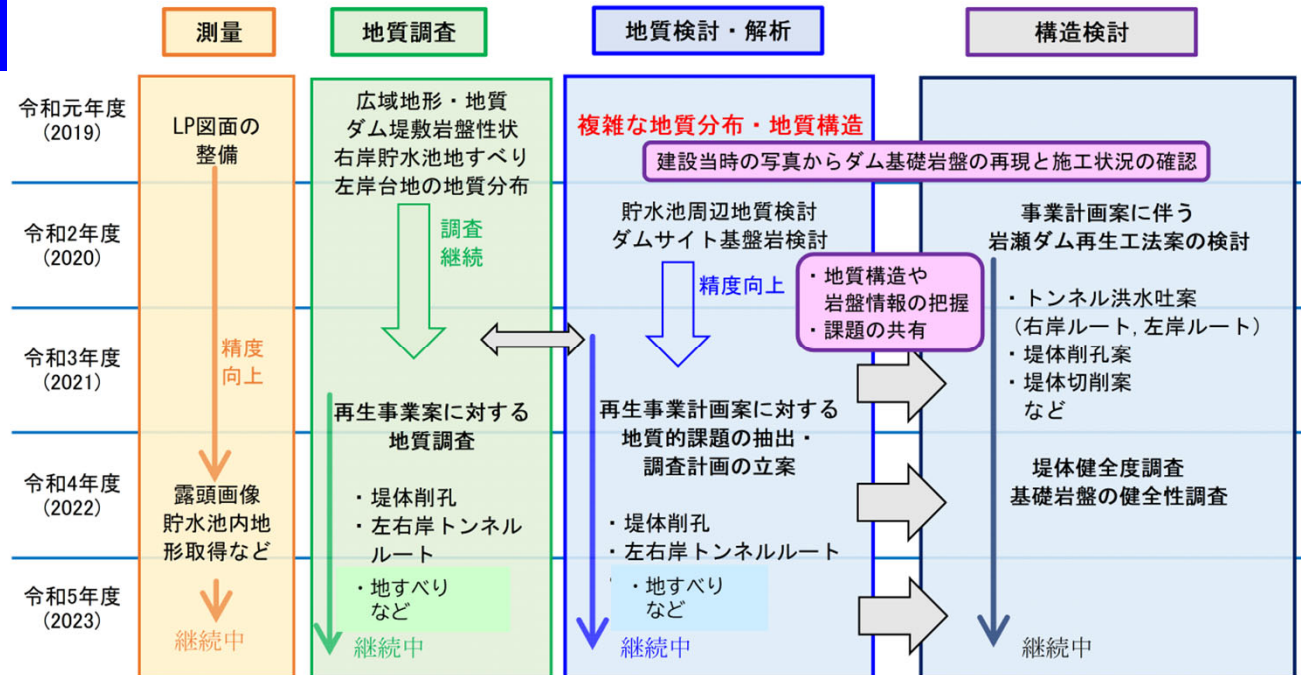 測量
地質調査
地質検討・解析
構造検討
令和元年度
(2019)
令和2年度
(2020)
令和3年度
(2021)
令和4年度
(2022)
令和5年度
(2023)
LP図面の
整備
精度
向上
露頭画像
貯水池内地
形取得など
継続中
広域地形・地質
ダム堤敷岩盤性状
右岸貯水池地すべり
左岸台地の地質分布
調査
継続
再生事業案に対する
地質調査
・堤体削孔
・左右岸トンネル
ルート
・地すべり
など
継続中
複雑な地質分布・地質構造
建設当時の写真からダム基礎岩盤の再現と施工状況の確認
貯水池周辺地質検討
ダムサイト基盤岩検討
精度向上
・地質構造や
岩盤情報の把握
・課題の共有
再生事業計画案に対する
地質的課題の抽出・
調査計画の立案
・堤体削孔
・左右岸トンネルルート
・地すべり
など
継続中
事業計画案に伴う
岩瀬ダム再生工法案の検討
・トンネル洪水吐案
(右岸ルート, 左岸ルート)
・堤体削孔案
・堤体切削案
など
堤体健全度調査
基礎岩盤の健全性調査
継続中